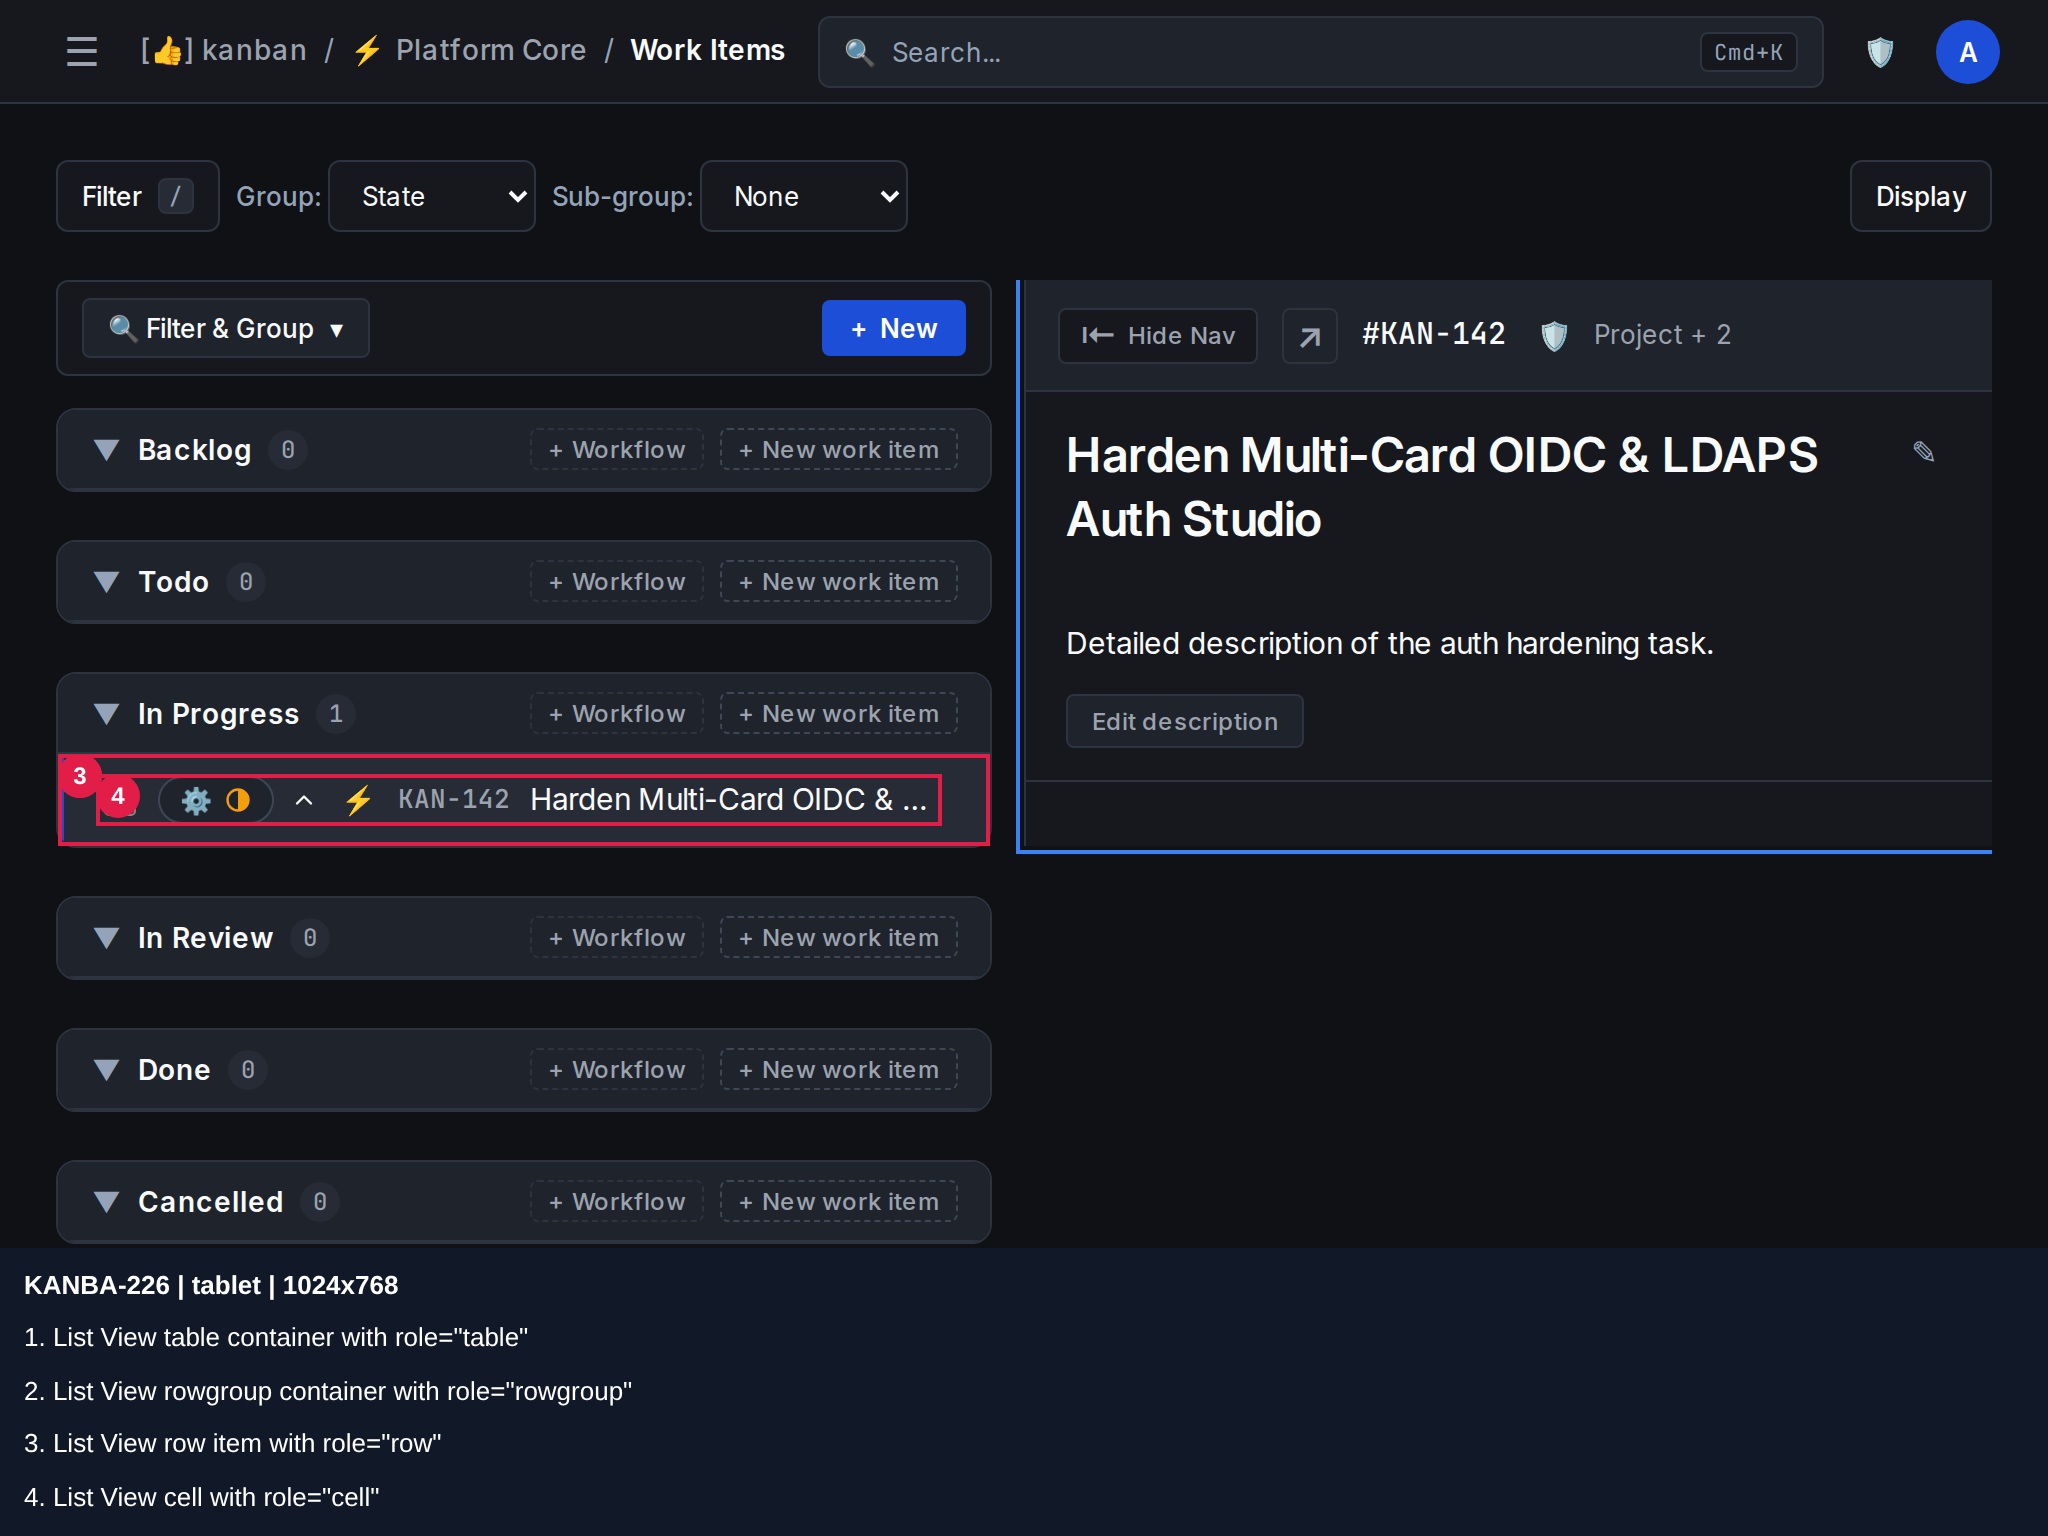 [👍] kanban / ⚡ Platform Core / Work Items
Search... Cmd+K A
Filter / Group: State Sub-group: None Display
Filter & Group ▾ + New
Hide Nav #KAN-142 Project + 2
Backlog 0 + Workflow + New work item
Harden Multi-Card OIDC & LDAPS
Auth Studio
Todo 0 + Workflow + New work item
Detailed description of the auth hardening task.
In Progress 1 + Workflow + New work item
Edit description
3
4 KAN-142 Harden Multi-Card OIDC & ...
In Review 0 + Workflow + New work item
Done 0 + Workflow + New work item
Cancelled 0 + Workflow + New work item
KANBA-226 | tablet | 1024x768
1. List View table container with role="table"
2. List View rowgroup container with role="rowgroup"
3. List View row item with role="row"
4. List View cell with role="cell"